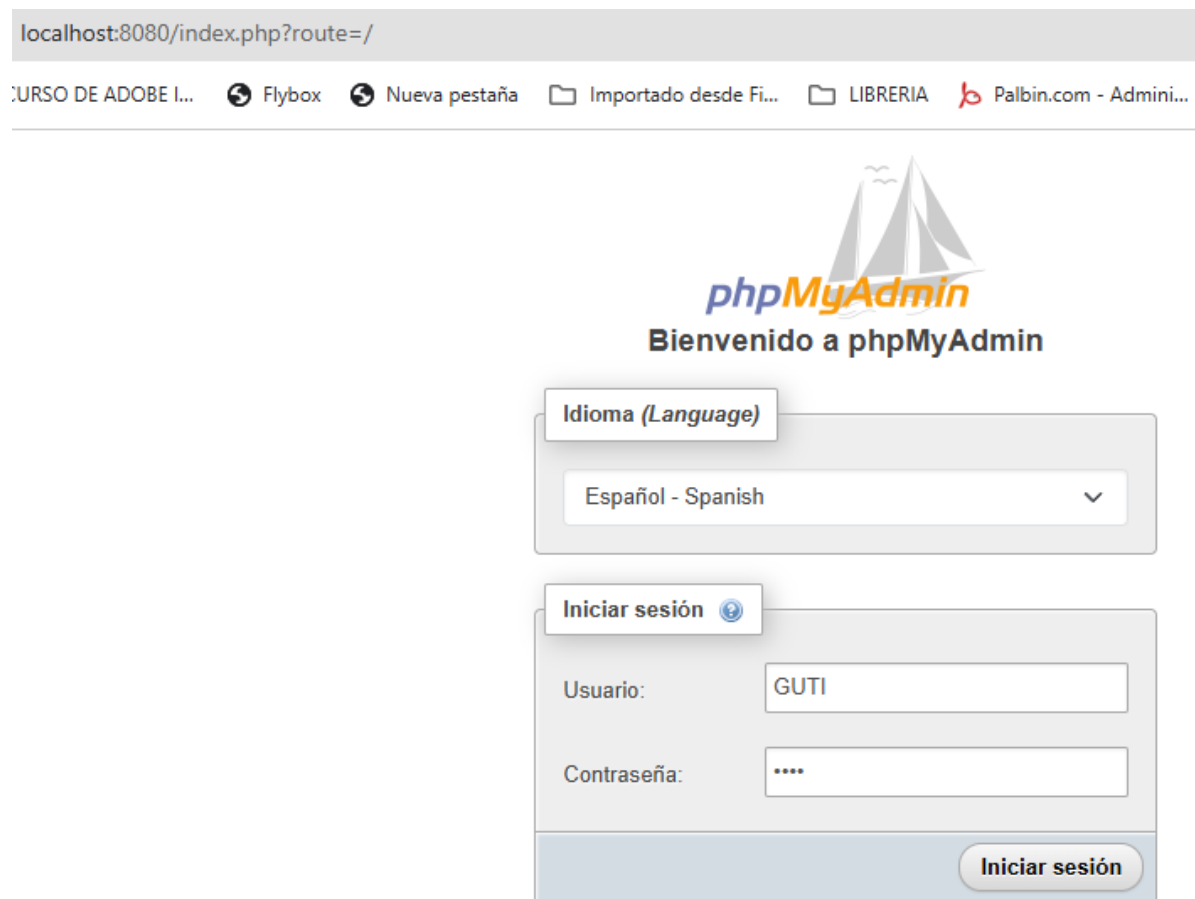 localhost:8080/index.php?route=/
CURSO DE ADOBE I... Flybox Nueva pestaña Importado desde Fi... LIBRERIA Palbin.com - Admini...
phpMyAdmin
Bienvenido a phpMyAdmin
Idioma (Language)
Español - Spanish
Iniciar sesión
Usuario: GUTI
Contraseña: ••••
Iniciar sesión